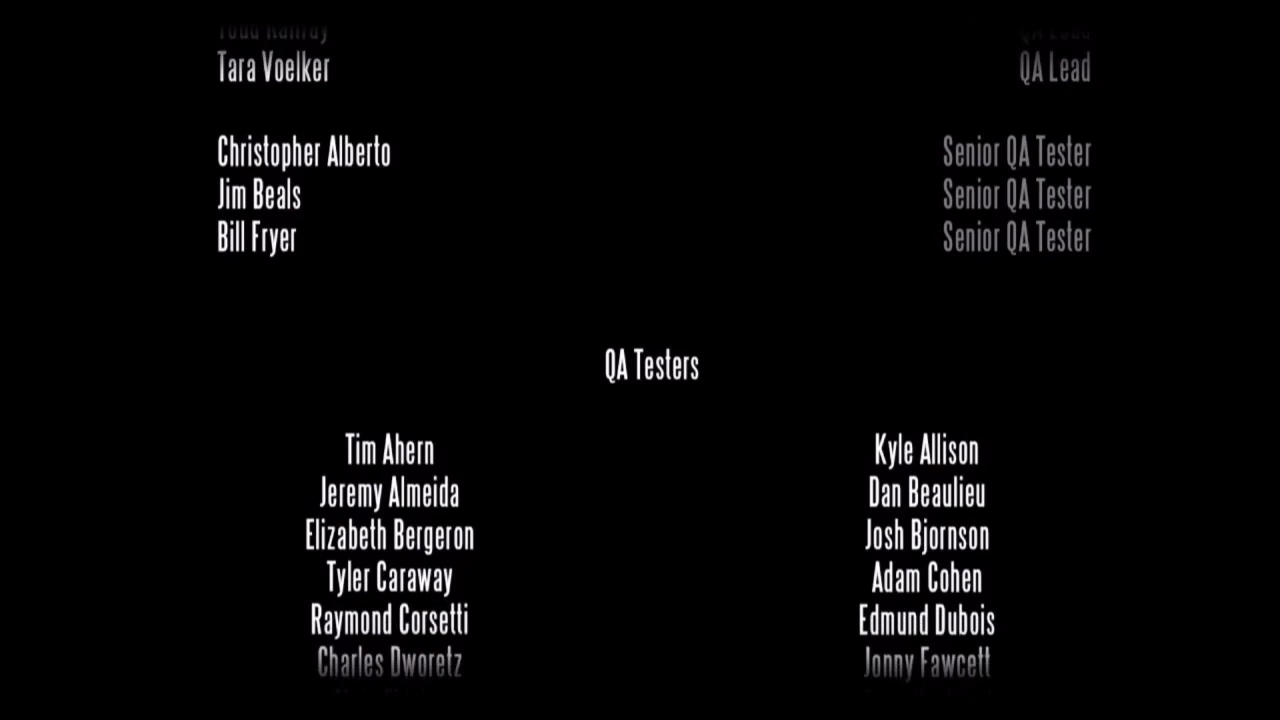 Tara Voelker QA Lead
Christopher Alberto Senior QA Tester
Jim Beals Senior QA Tester
Bill Fryer Senior QA Tester
QA Testers
Tim Ahern Kyle Allison
Jeremy Almeida Dan Beaulieu
Elizabeth Bergeron Josh Bjornson
Tyler Caraway Adam Cohen
Raymond Corsetti Edmund Dubois
Charles Dworetz Jonny Fawcett